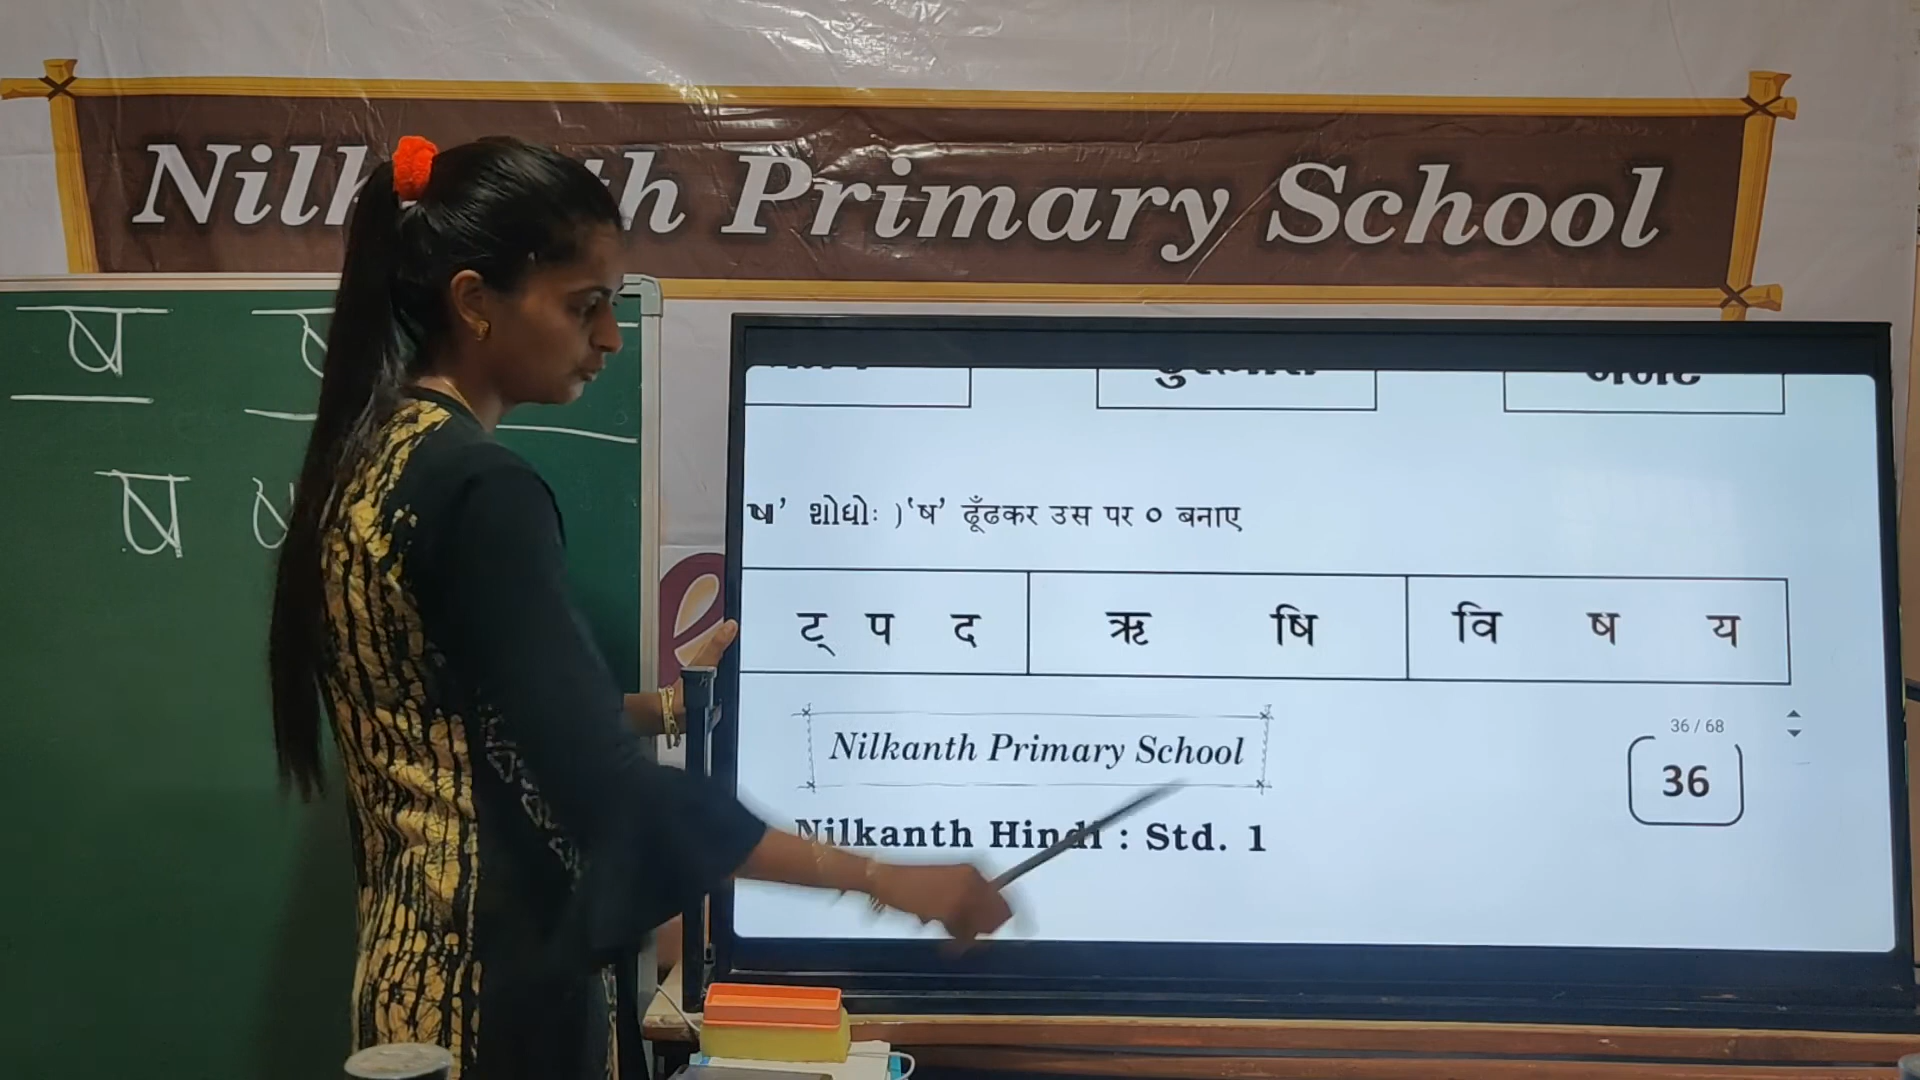 Nilkanth Primary School
ष
ष
ष' शोधोः ) 'ष' ढूँढकर उस पर ० बनाए
ट् प द ऋ षि वि ष य
Nilkanth Primary School
36 / 68
36
Nilkanth Hindi : Std. 1